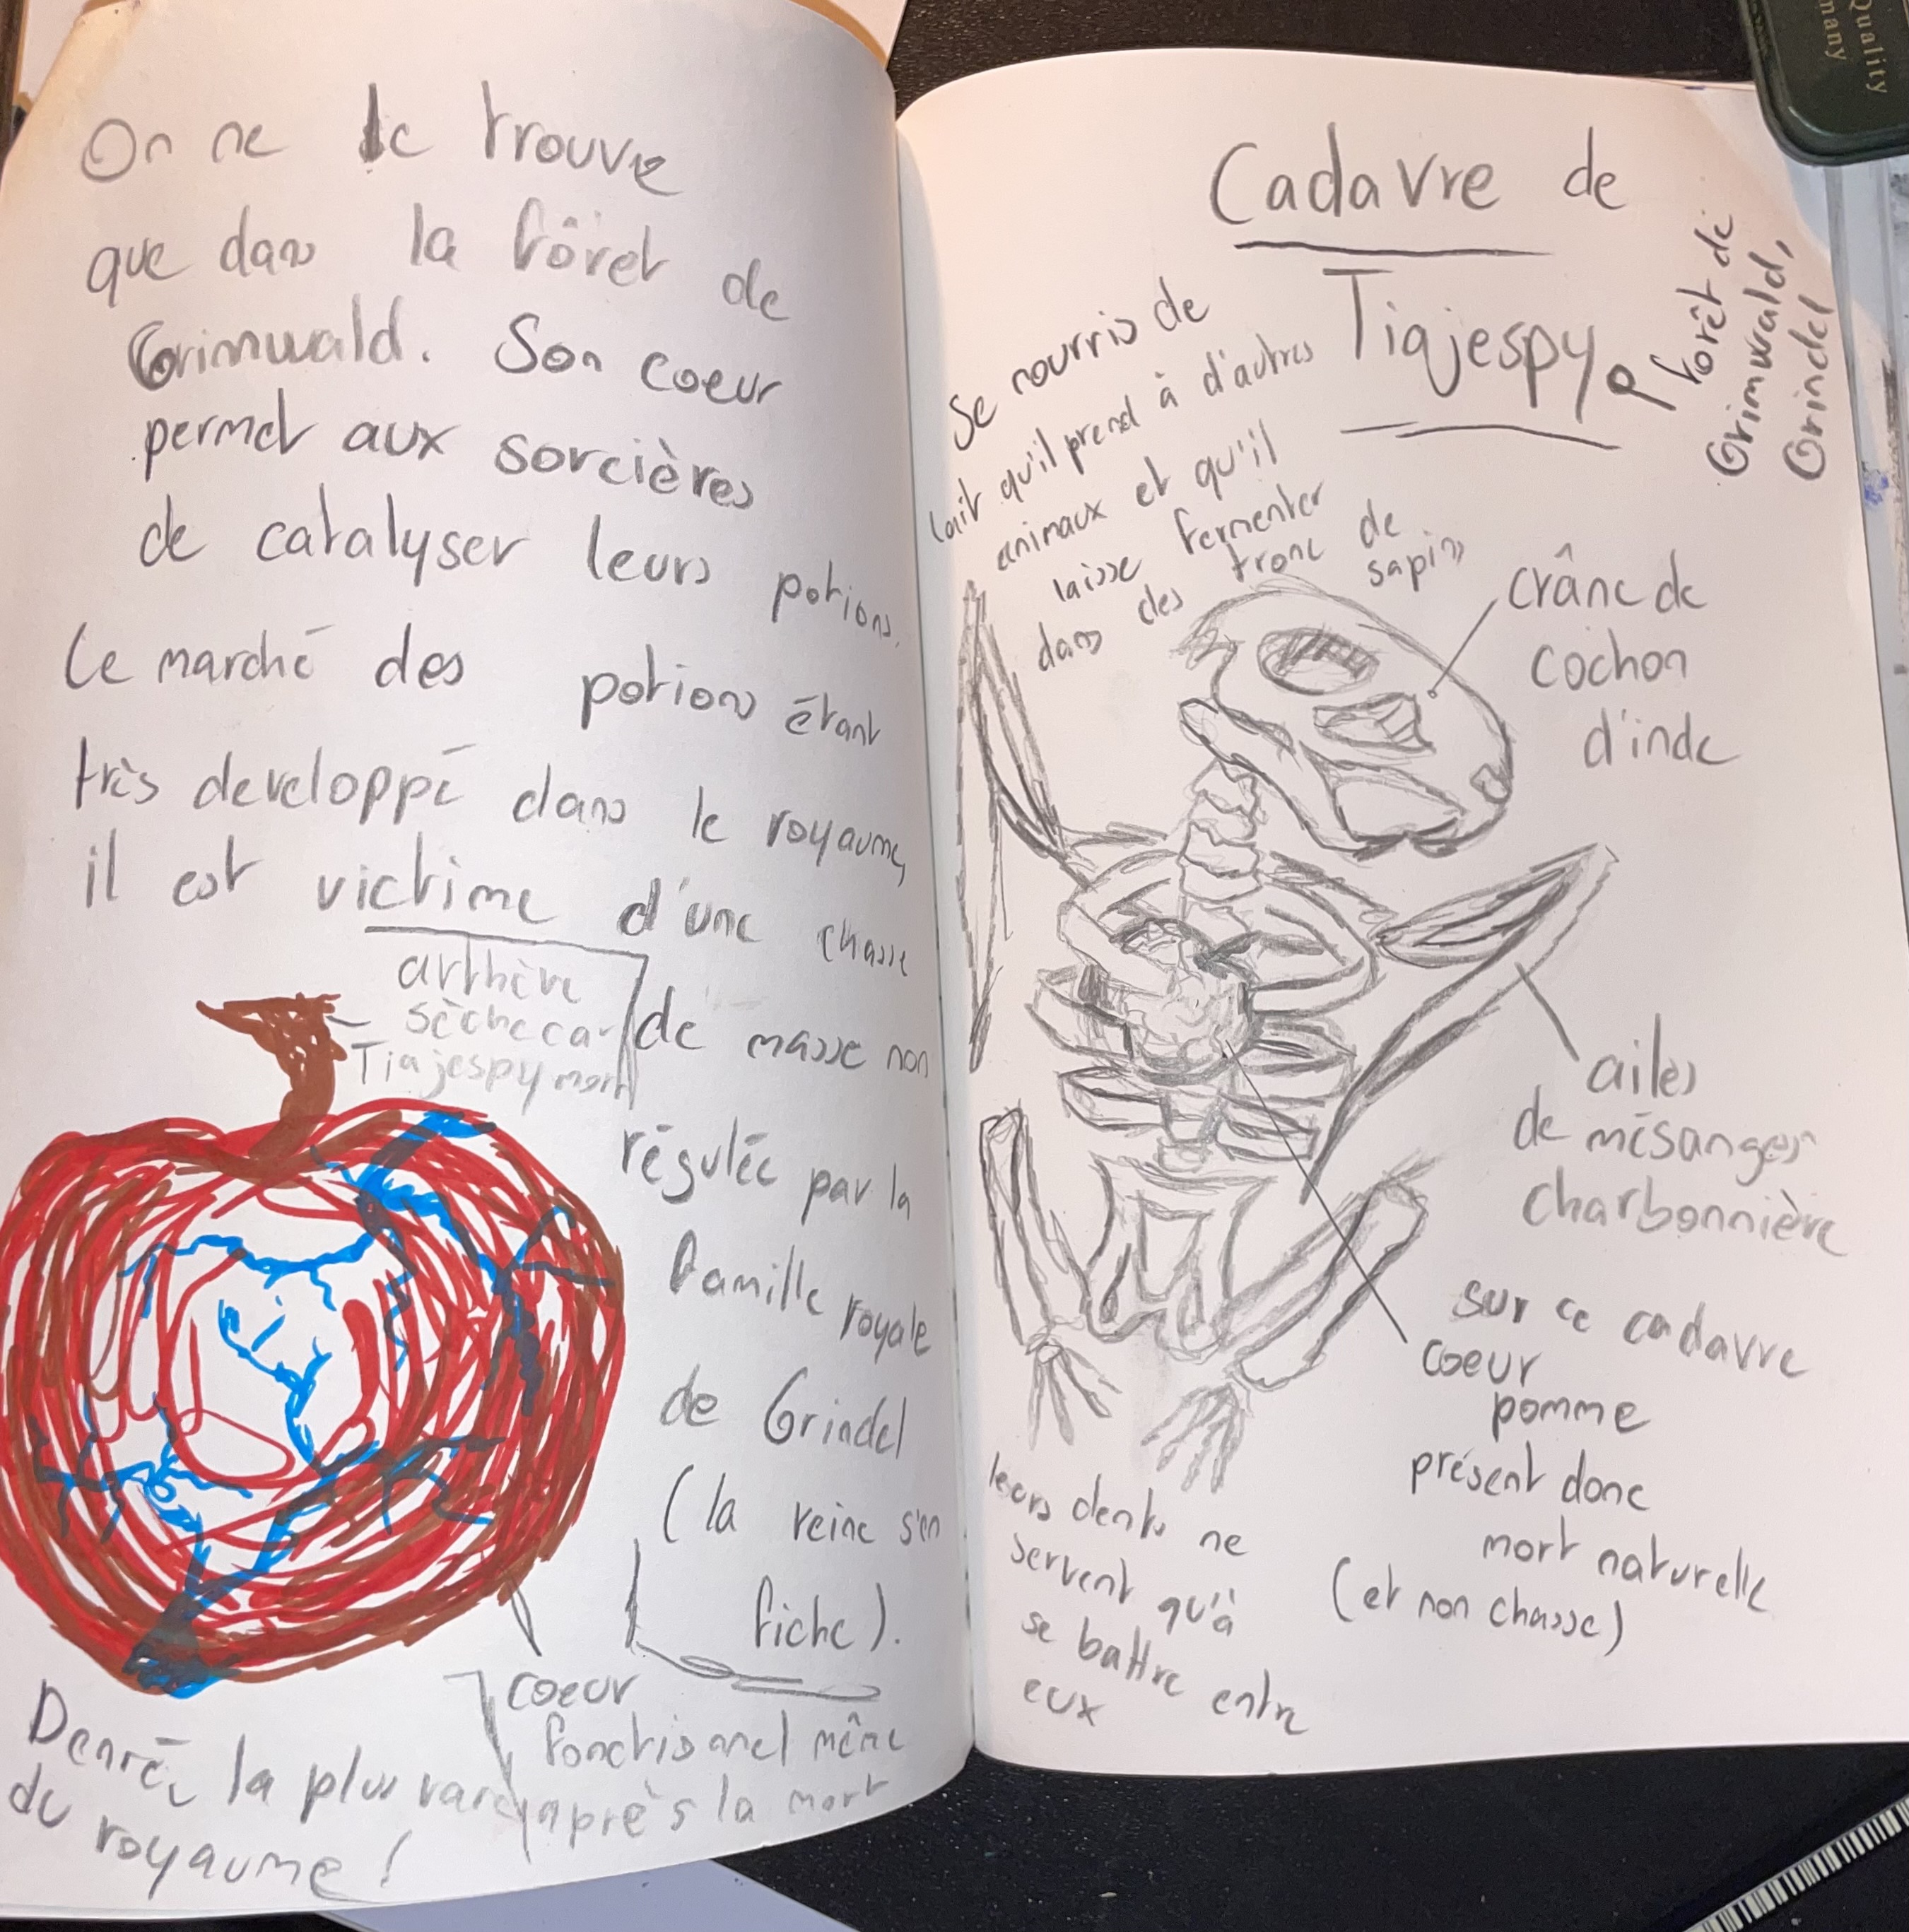 On ne le trouve
que dans la fôret de
Grimwald. Son coeur
permet aux sorcières
de catalyser leurs potions.
Le marché des potions étant
très developpé dans le royaume,
il est victime d'une chasse
de masse non
régulée par la
famille royale
de Grindel
(la reine s'en
fiche).
arthère
sèche car
Tiajespy mort
coeur
fonctionnel même
après la mort
Denrée la plus rare
du royaume !
Cadavre de
Tiajespy
forêt de
Grimwald,
Grindel
Se nourris de
lait qu'il prend à d'autres
animaux et qu'il
laisse fermenter
dans des tronc de
sapins
crâne de
cochon
d'inde
ailes
de mésanges
charbonnière
sur ce cadavre
coeur
pomme
présent donc
mort naturelle
(et non chasse)
leurs dents ne
servent qu'à
se battre entre
eux
Quality
many